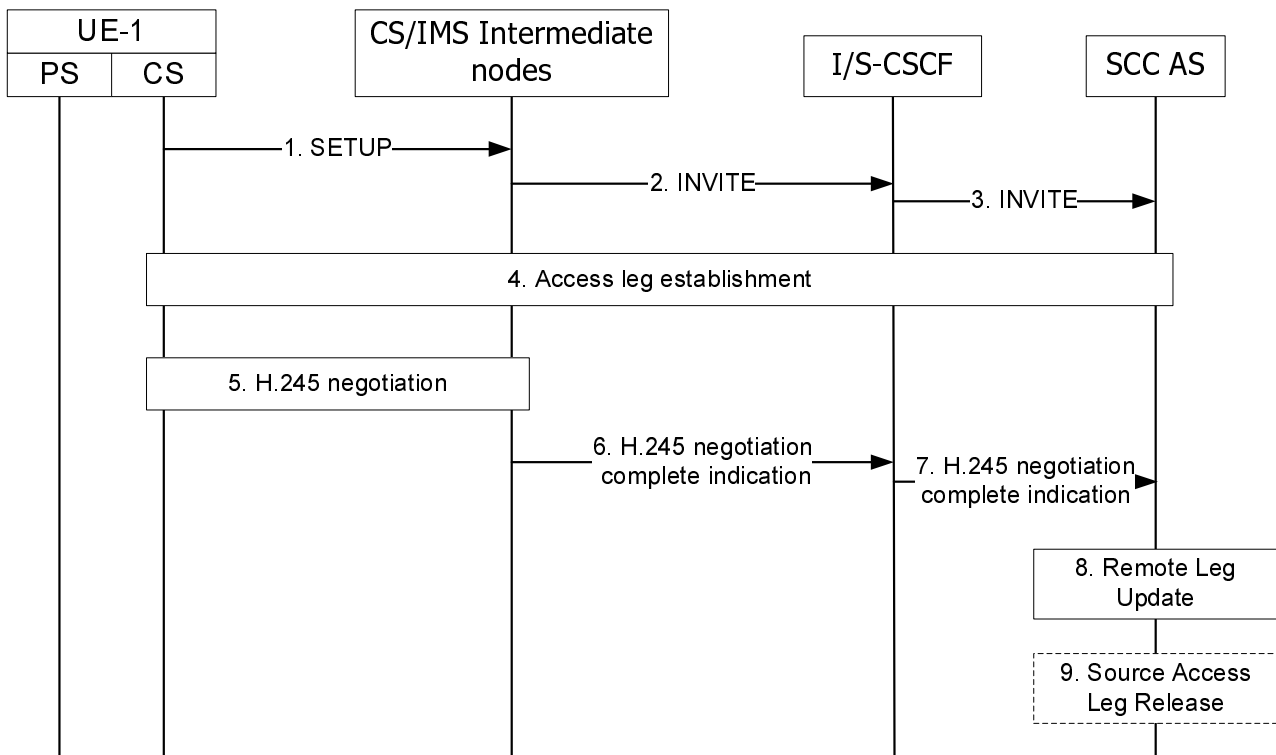 UE-1
PS
CS
CS/IMS Intermediate
nodes
I/S-CSCF
SCC AS
1. SETUP
2. INVITE
3. INVITE
4. Access leg establishment
5. H.245 negotiation
6. H.245 negotiation
complete indication
7. H.245 negotiation
complete indication
8. Remote Leg
Update
9. Source Access
Leg Release